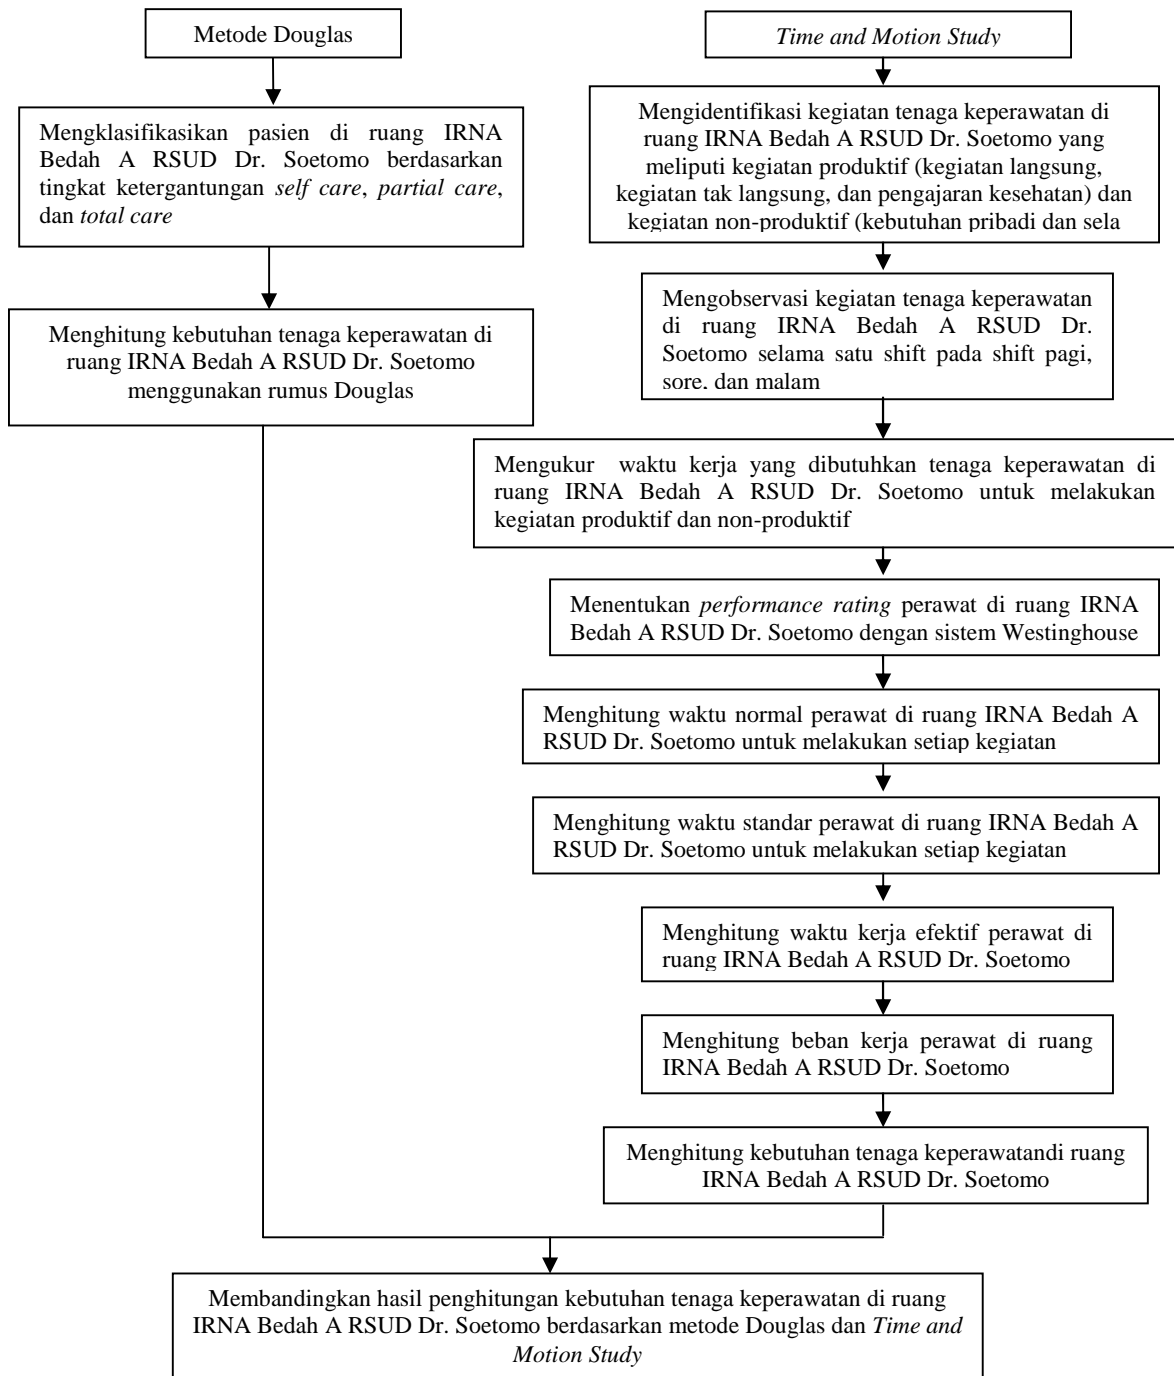 Metode Douglas
Mengklasifikasikan pasien di ruang IRNA
Bedah A RSUD Dr. Soetomo berdasarkan
tingkat ketergantungan self care, partial care,
dan total care
Menghitung kebutuhan tenaga keperawatan di
ruang IRNA Bedah A RSUD Dr. Soetomo
menggunakan rumus Douglas
Time and Motion Study
Mengidentifikasi kegiatan tenaga keperawatan di
ruang IRNA Bedah A RSUD Dr. Soetomo yang
meliputi kegiatan produktif (kegiatan langsung,
kegiatan tak langsung, dan pengajaran kesehatan) dan
kegiatan non-produktif (kebutuhan pribadi dan sela
Mengobservasi kegiatan tenaga keperawatan
di ruang IRNA Bedah A RSUD Dr.
Soetomo selama satu shift pada shift pagi,
sore, dan malam
Mengukur waktu kerja yang dibutuhkan tenaga keperawatan di
ruang IRNA Bedah A RSUD Dr. Soetomo untuk melakukan
kegiatan produktif dan non-produktif
Menentukan performance rating perawat di ruang IRNA
Bedah A RSUD Dr. Soetomo dengan sistem Westinghouse
Menghitung waktu normal perawat di ruang IRNA Bedah A
RSUD Dr. Soetomo untuk melakukan setiap kegiatan
Menghitung waktu standar perawat di ruang IRNA Bedah A
RSUD Dr. Soetomo untuk melakukan setiap kegiatan
Menghitung waktu kerja efektif perawat di
ruang IRNA Bedah A RSUD Dr. Soetomo
Menghitung beban kerja perawat di ruang
IRNA Bedah A RSUD Dr. Soetomo
Menghitung kebutuhan tenaga keperawatandi ruang
IRNA Bedah A RSUD Dr. Soetomo
Membandingkan hasil penghitungan kebutuhan tenaga keperawatan di ruang
IRNA Bedah A RSUD Dr. Soetomo berdasarkan metode Douglas dan Time and
Motion Study